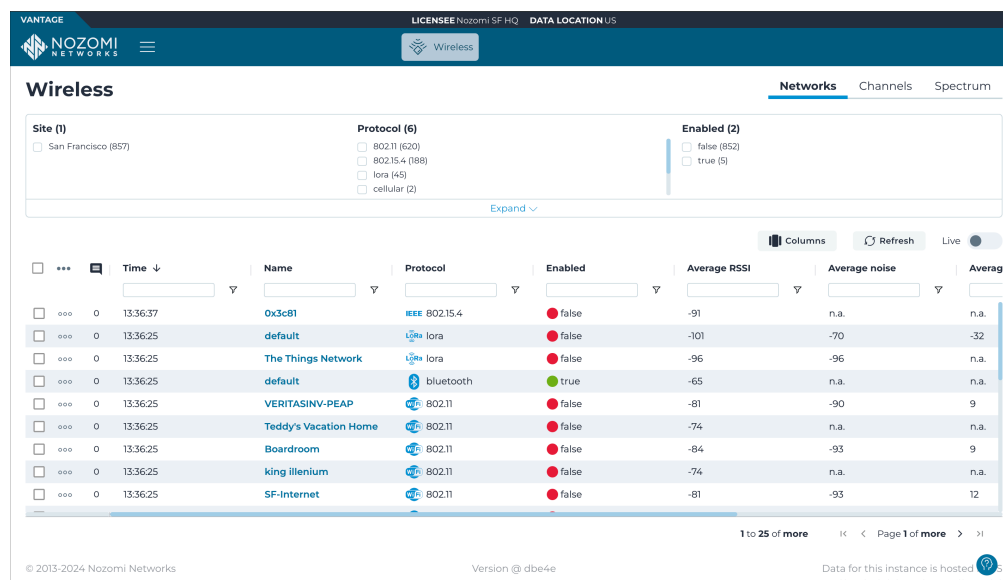 VANTAGE LICENSEE Nozomi SF HQ DATA LOCATION US
NOZOMI NETWORKS Wireless
Wireless Networks Channels Spectrum
Site (1) Protocol (6) Enabled (2)
San Francisco (857) 802.11 (620) false (852)
802.15.4 (188) true (5)
lora (45)
cellular (2)
Expand
Columns Refresh Live
Time Name Protocol Enabled Average RSSI Average noise Averag
0 13:36:37 0x3c81 IEEE 802.15.4 false -91 n.a. n.a.
0 13:36:25 default LoRa lora false -101 -70 -32
0 13:36:25 The Things Network LoRa lora false -96 -96 n.a.
0 13:36:25 default bluetooth true -65 n.a. n.a.
0 13:36:25 VERITASINV-PEAP WiFi 802.11 false -81 -90 9
0 13:36:25 Teddy's Vacation Home WiFi 802.11 false -74 n.a. n.a.
0 13:36:25 Boardroom WiFi 802.11 false -84 -93 9
0 13:36:25 king illenium WiFi 802.11 false -74 n.a. n.a.
0 13:36:25 SF-Internet WiFi 802.11 false -81 -93 12
1 to 25 of more Page 1 of more
© 2013-2024 Nozomi Networks Version @ dbe4e Data for this instance is hosted